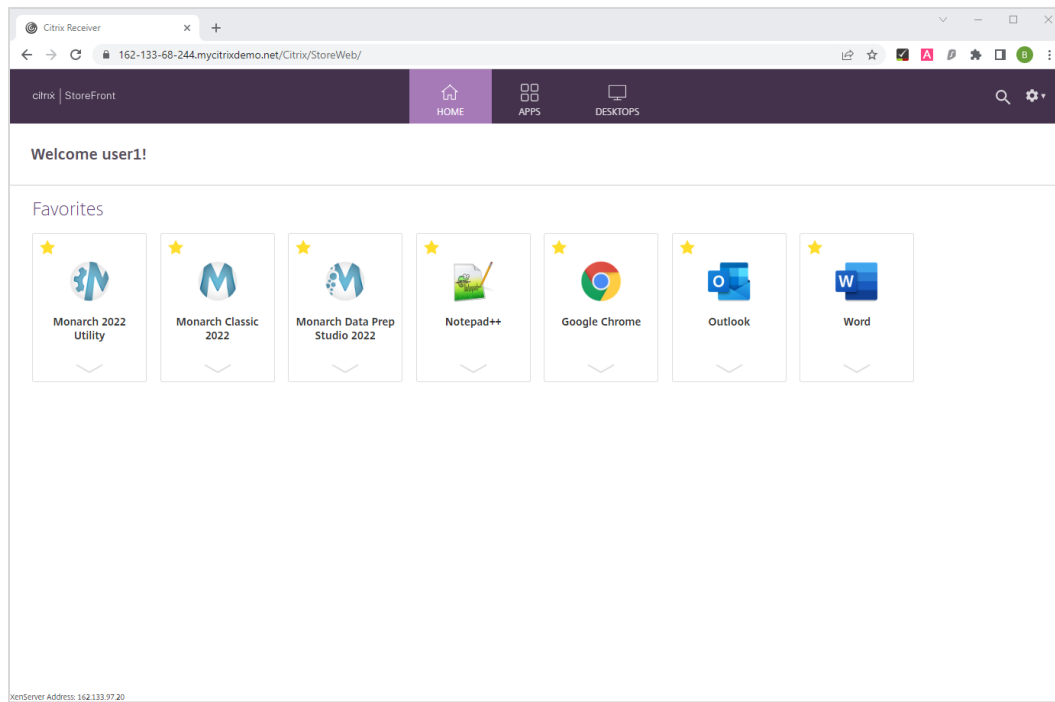 Citrix Receiver
162-133-68-244.mycitrixdemo.net/Citrix/StoreWeb/
A
B
citrix StoreFront
HOME
APPS
DESKTOPS
Welcome user1!
Favorites
Monarch 2022
Utility
Monarch Classic
2022
Monarch Data Prep
Studio 2022
Notepad++
Google Chrome
Outlook
Word
XenServer Address: 162.133.97.20